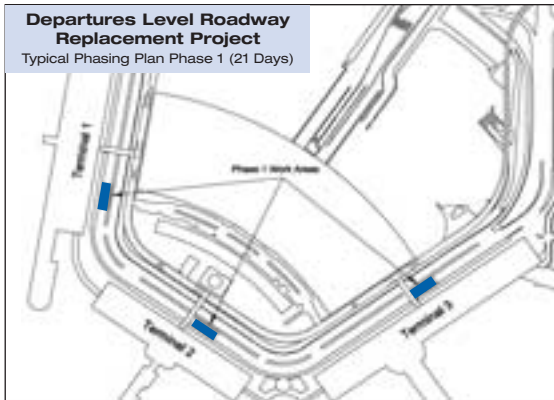 Departures Level Roadway
Replacement Project
Typical Phasing Plan Phase 1 (21 Days)
Terminal 1
Phase 1 Work Areas
Terminal 2
Terminal 3